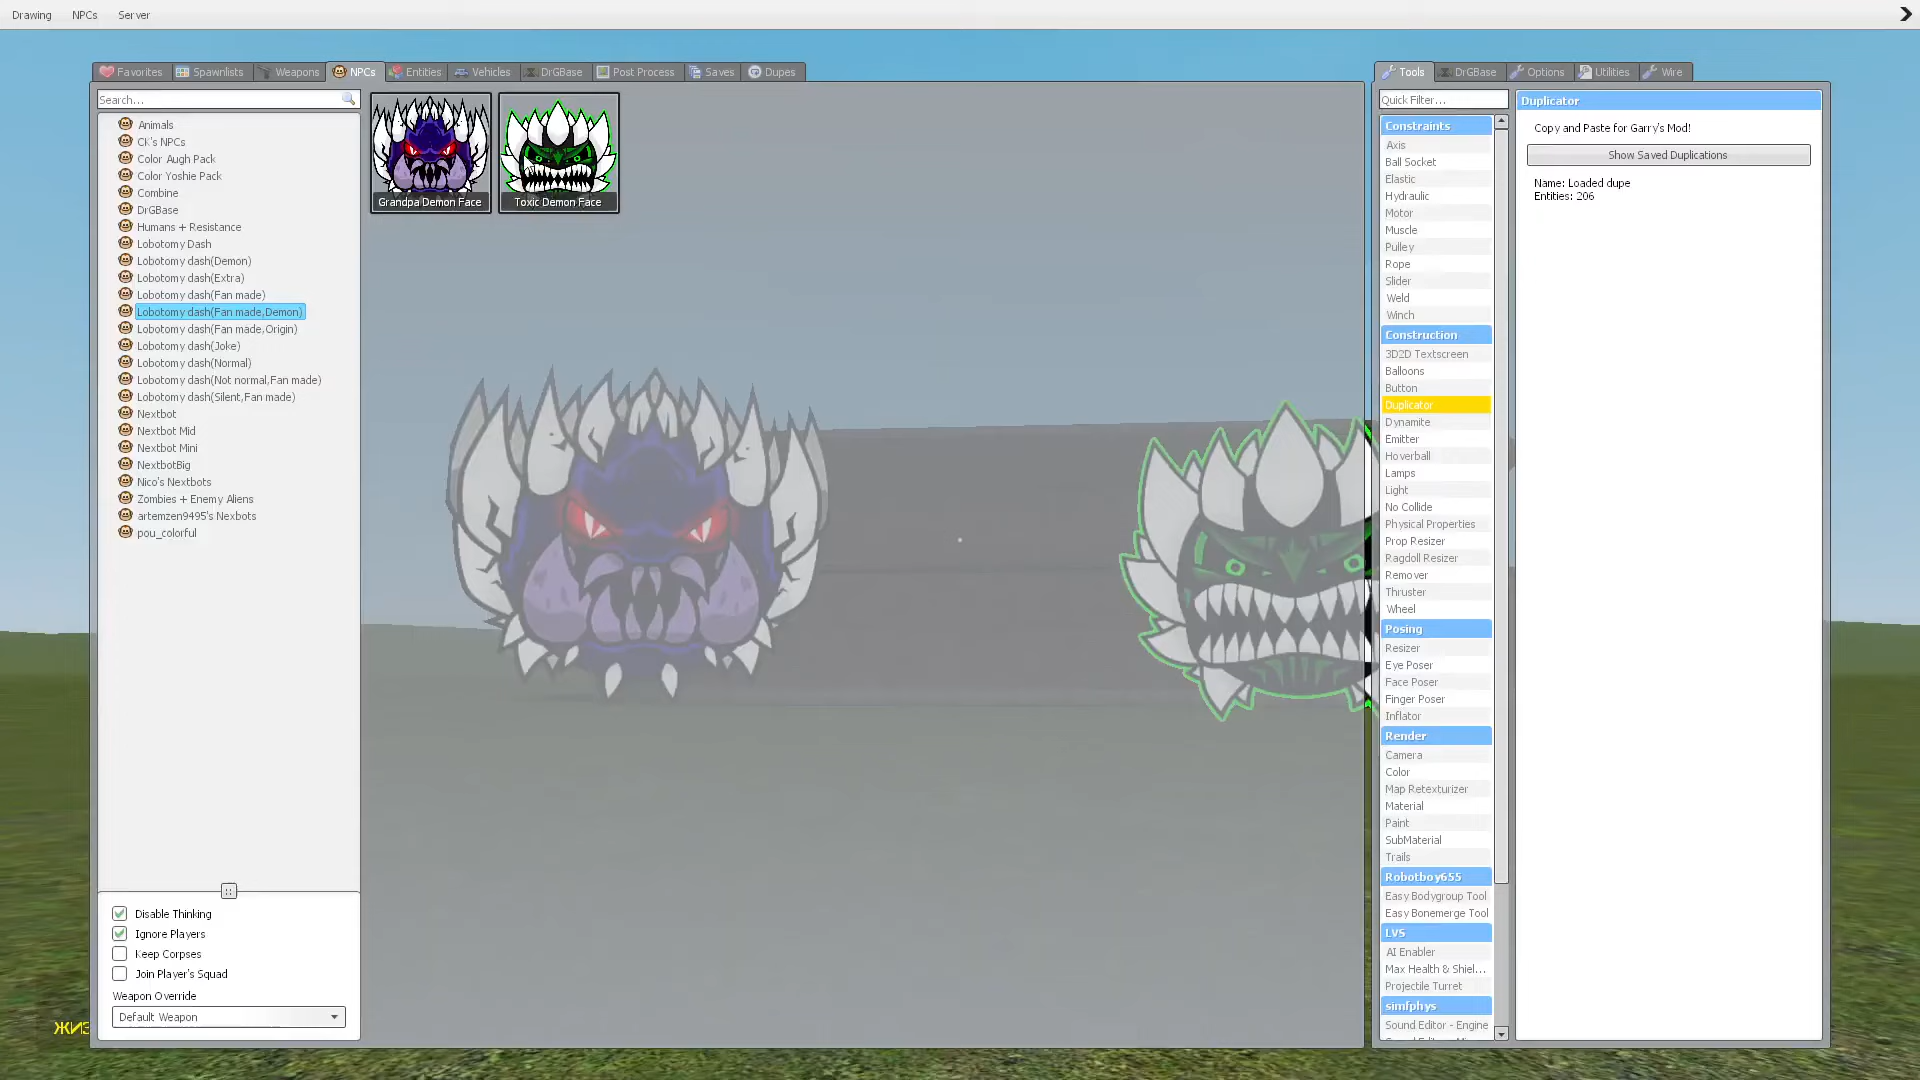 Drawing NPCs Server
Favorites Spawnlists Weapons NPCs Entities Vehicles DrGBase Post Process Saves Dupes
Search...
Animals
Ck's NPCs
Color Augh Pack
Color Yoshie Pack
Combine
DrGBase
Humans + Resistance
Lobotomy Dash
Lobotomy dash(Demon)
Lobotomy dash(Extra)
Lobotomy dash(Fan made)
Lobotomy dash(Fan made,Demon)
Lobotomy dash(Fan made,Origin)
Lobotomy dash(Joke)
Lobotomy dash(Normal)
Lobotomy dash(Not normal,Fan made)
Lobotomy dash(Silent,Fan made)
Nextbot
Nextbot Mid
Nextbot Mini
NextbotBig
Nico's Nextbots
Zombies + Enemy Aliens
artemzen9495's Nexbots
pou_colorful
Disable Thinking
Ignore Players
Keep Corpses
Join Player's Squad
Weapon Override
Default Weapon
ЖИЗ
Grandpa Demon Face
Toxic Demon Face
Tools DrGBase Options Utilities Wire
Quick Filter...
Constraints
Axis
Ball Socket
Elastic
Hydraulic
Motor
Muscle
Pulley
Rope
Slider
Weld
Winch
Construction
3D2D Textscreen
Balloons
Button
Duplicator
Dynamite
Emitter
Hoverball
Lamps
Light
No Collide
Physical Properties
Prop Resizer
Ragdoll Resizer
Remover
Thruster
Wheel
Posing
Resizer
Eye Poser
Face Poser
Finger Poser
Inflator
Render
Camera
Color
Map Retexturizer
Material
Paint
SubMaterial
Trails
Robotboy655
Easy Bodygroup Tool
Easy Bonemerge Tool
LVS
AI Enabler
Max Health & Shiel...
Projectile Turret
simfphys
Sound Editor - Engine
Duplicator
Copy and Paste for Garry's Mod!
Show Saved Duplications
Name: Loaded dupe
Entities: 206